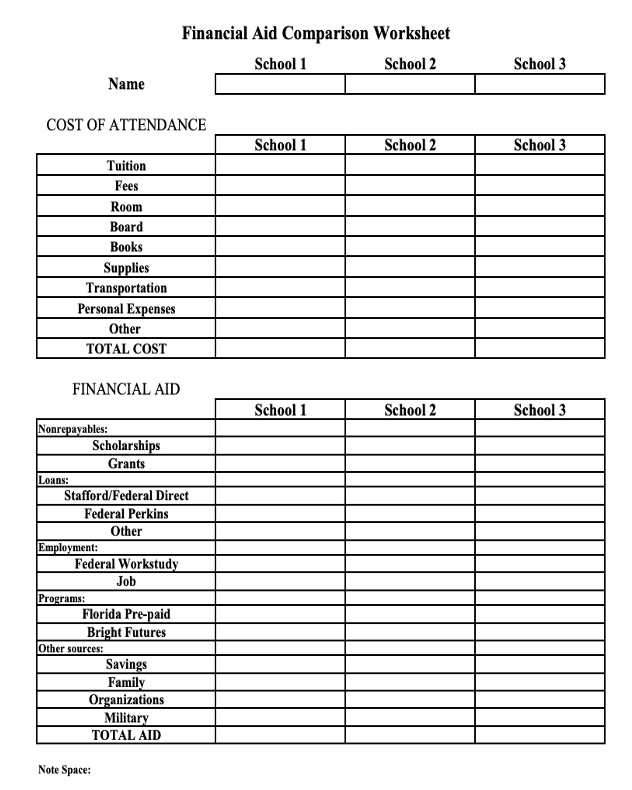 Financial Aid Comparison Worksheet
School 1 School 2 School 3
Name
COST OF ATTENDANCE
School 1 School 2 School 3
Tuition
Fees
Room
Board
Books
Supplies
Transportation
Personal Expenses
Other
TOTAL COST
FINANCIAL AID
School 1 School 2 School 3
Nonrepayables:
Scholarships
Grants
Loans:
Stafford/Federal Direct
Federal Perkins
Other
Employment:
Federal Workstudy
Job
Programs:
Florida Pre-paid
Bright Futures
Other sources:
Savings
Family
Organizations
Military
TOTAL AID
Note Space: